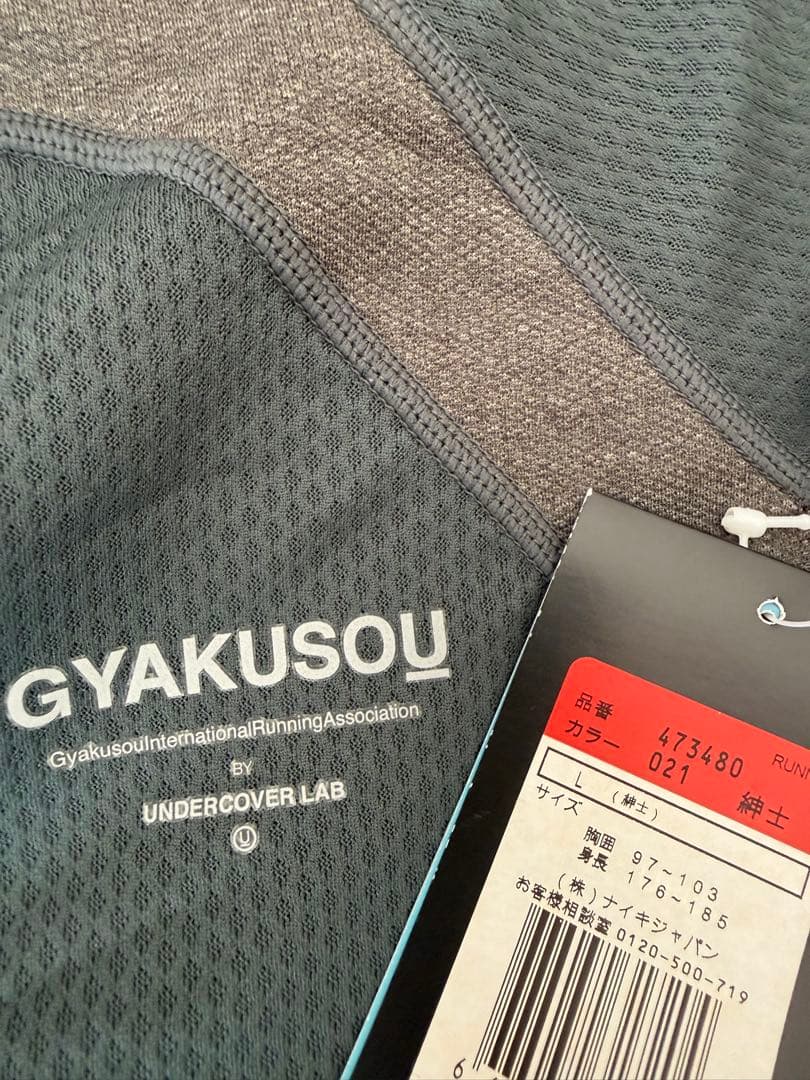 GYAKUSOU
GyakusouInternationalRunningAssociation
BY
UNDERCOVER LAB
U
品番 473480
カラー 021 紳士
L (紳士)
サイズ
胸囲 97~103
身長 176~185
(株)ナイキジャパン
お客様相談室 0120-500-719
6